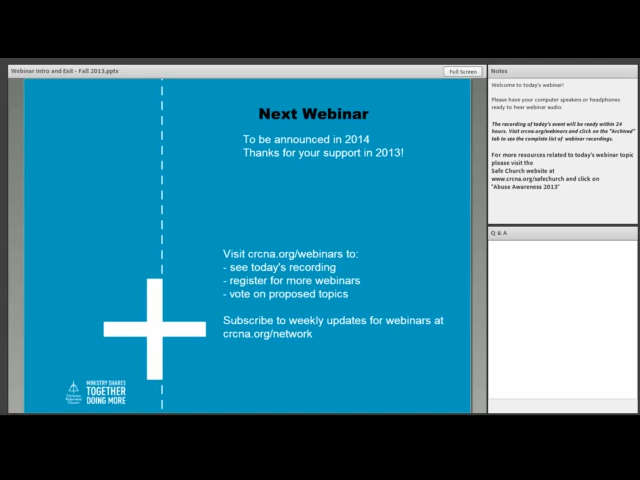 Webinar Intro and Exit - Fall 2013.pptx
Full Screen
Next Webinar
To be announced in 2014
Thanks for your support in 2013!
Visit crcna.org/webinars to:
- see today's recording
- register for more webinars
- vote on proposed topics
Subscribe to weekly updates for webinars at
crcna.org/network
Christian
Reformed
Church
MINISTRY SHARES
TOGETHER
DOING MORE
Notes
Welcome to today's webinar!
Please have your computer speakers or headphones
ready to hear webinar audio.
The recording of today's event will be ready within 24
hours. Visit crcna.org/webinars and click on the "Archived"
tab to see the complete list of webinar recordings.
For more resources related to today's webinar topic
please visit the
Safe Church website at
www.crcna.org/safechurch and click on
"Abuse Awareness 2013"
Q & A